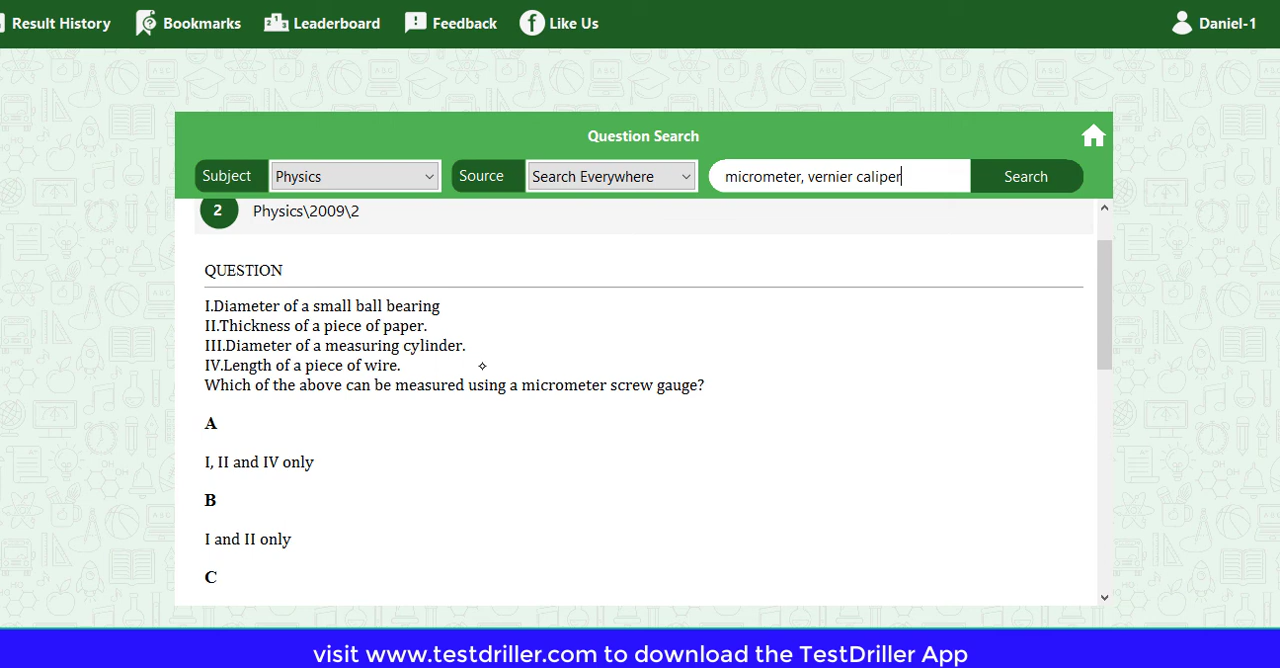 Result History Bookmarks Leaderboard Feedback Like Us Daniel-1
Question Search
Subject Physics Source Search Everywhere micrometer, vernier caliper Search
2 Physics\2009\2
QUESTION
I.Diameter of a small ball bearing
II.Thickness of a piece of paper.
III.Diameter of a measuring cylinder.
IV.Length of a piece of wire.
Which of the above can be measured using a micrometer screw gauge?
A
I, II and IV only
B
I and II only
C
visit www.testdriller.com to download the TestDriller App